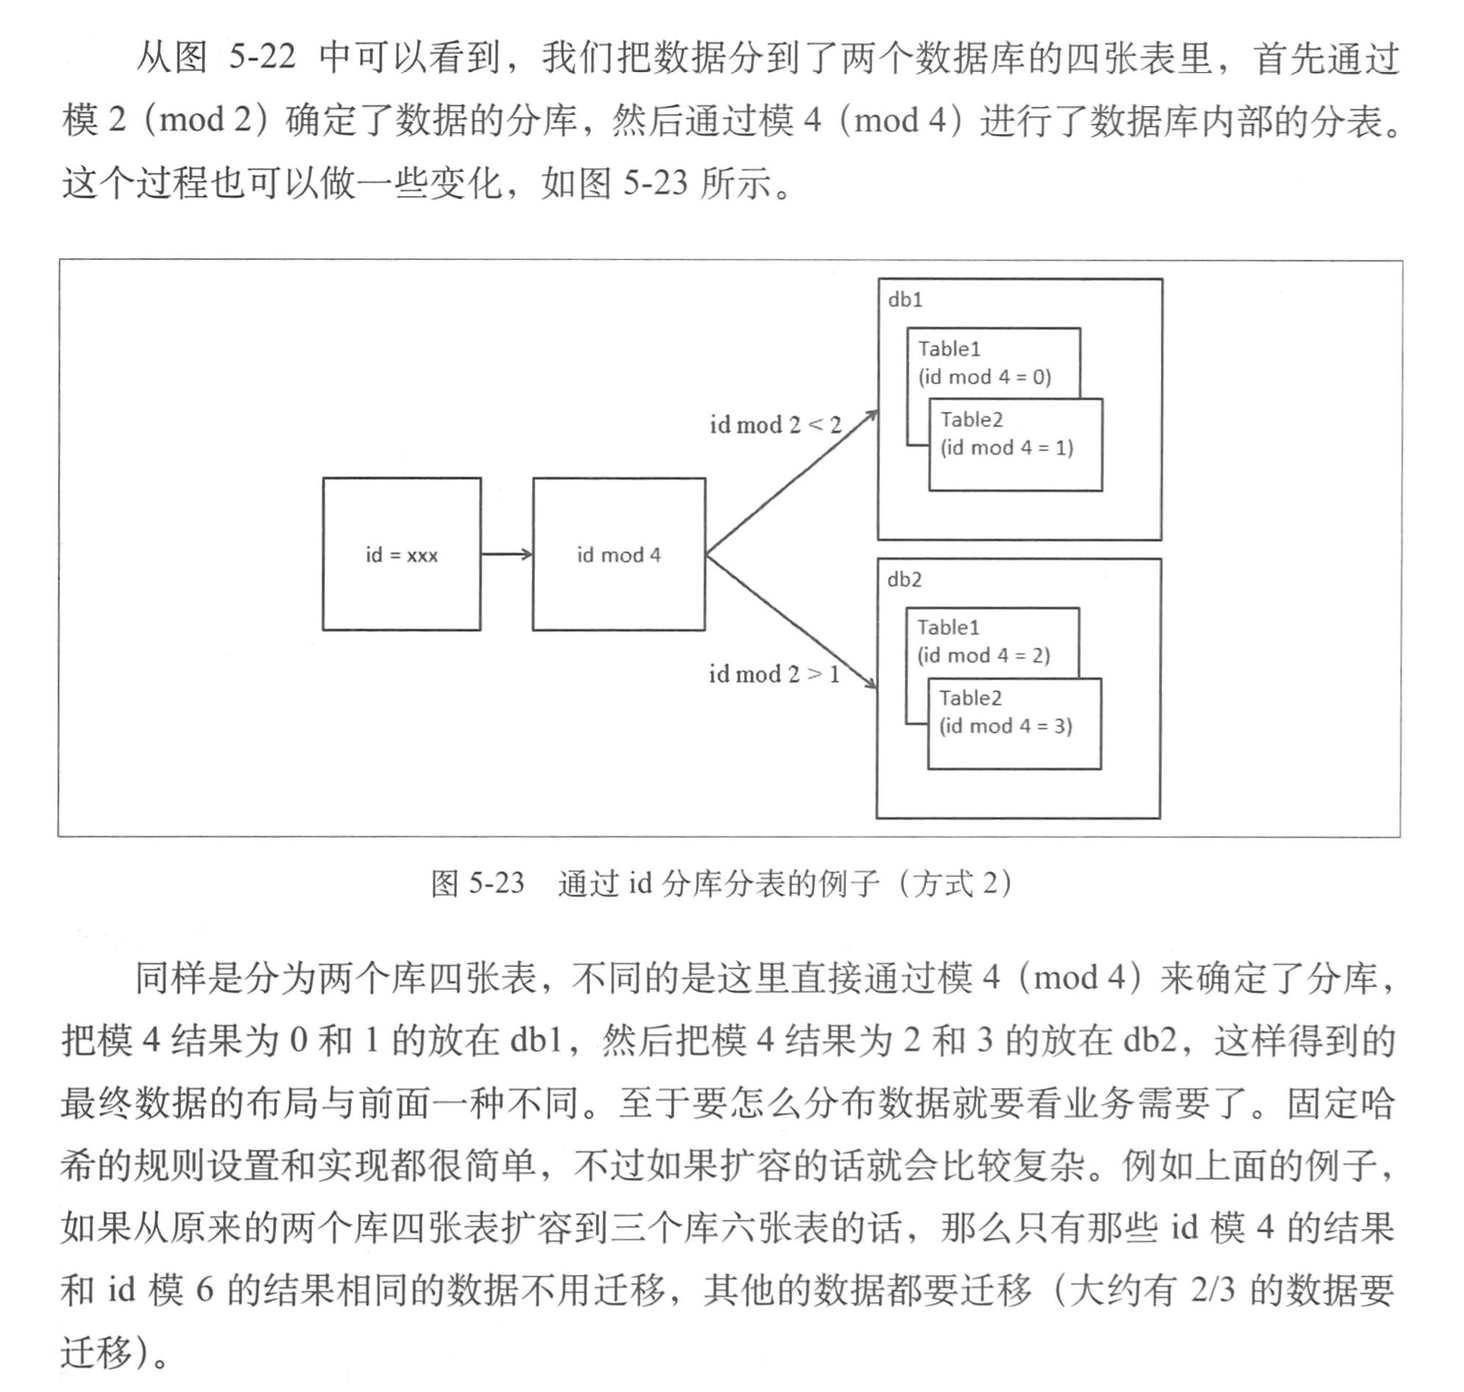 从图 5-22 中可以看到，我们把数据分到了两个数据库的四张表里，首先通过
模 2（mod 2）确定了数据的分库，然后通过模 4（mod 4）进行了数据库内部的分表。
这个过程也可以做一些变化，如图 5-23 所示。
db1
Table1
(id mod 4 = 0)
Table2
(id mod 4 = 1)
id mod 2 < 2
id = xxx
id mod 4
id mod 2 > 1
db2
Table1
(id mod 4 = 2)
Table2
(id mod 4 = 3)
图 5-23 通过 id 分库分表的例子（方式 2）
同样是分为两个库四张表，不同的是这里直接通过模 4（mod 4）来确定了分库，
把模 4 结果为 0 和 1 的放在 db1，然后把模 4 结果为 2 和 3 的放在 db2，这样得到的
最终数据的布局与前面一种不同。至于要怎么分布数据就要看业务需要了。固定哈
希的规则设置和实现都很简单，不过如果扩容的话就会比较复杂。例如上面的例子，
如果从原来的两个库四张表扩容到三个库六张表的话，那么只有那些 id 模 4 的结果
和 id 模 6 的结果相同的数据不用迁移，其他的数据都要迁移（大约有 2/3 的数据要
迁移）。